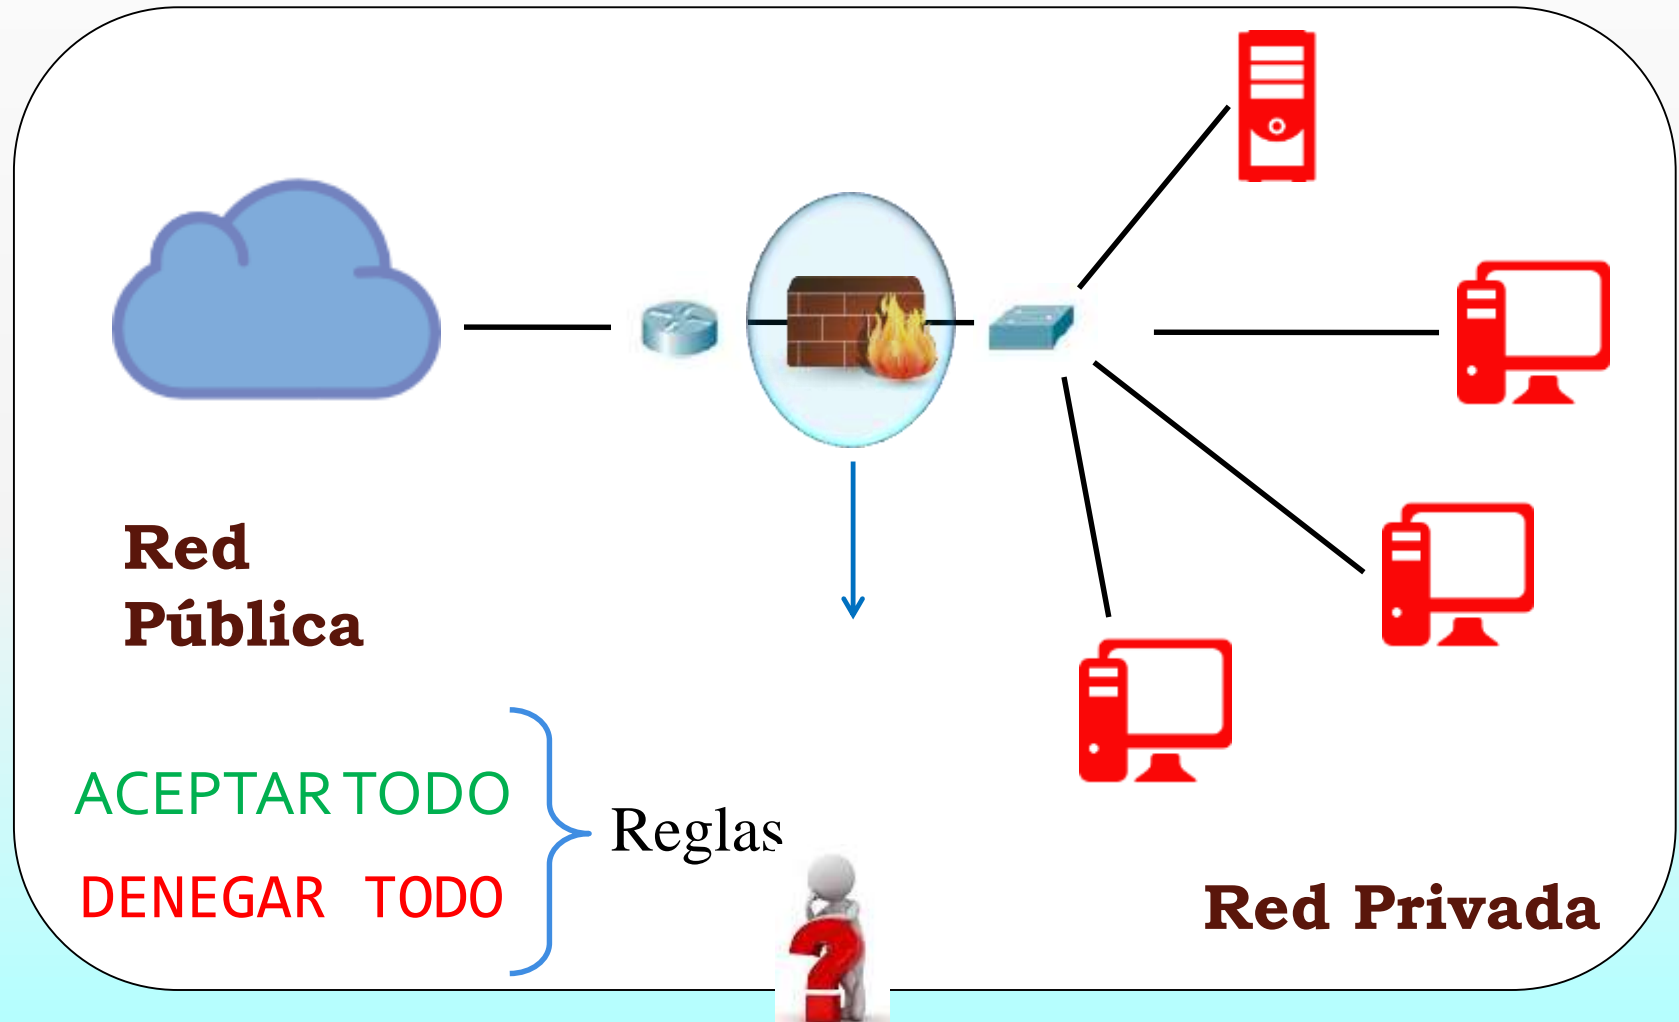 Red
Pública
ACEPTAR TODO
DENEGAR TODO
Reglas
Red Privada